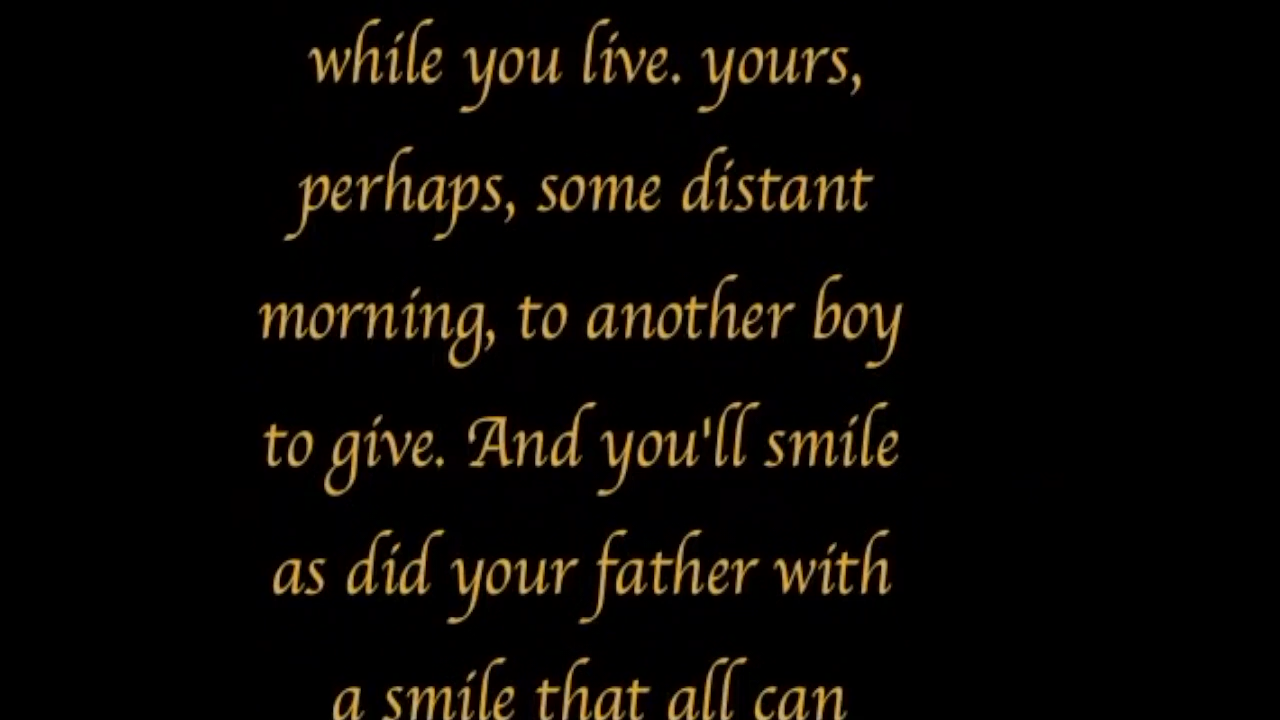 while you live. yours,
perhaps, some distant
morning, to another boy
to give. And you'll smile
as did your father with
a smile that all can